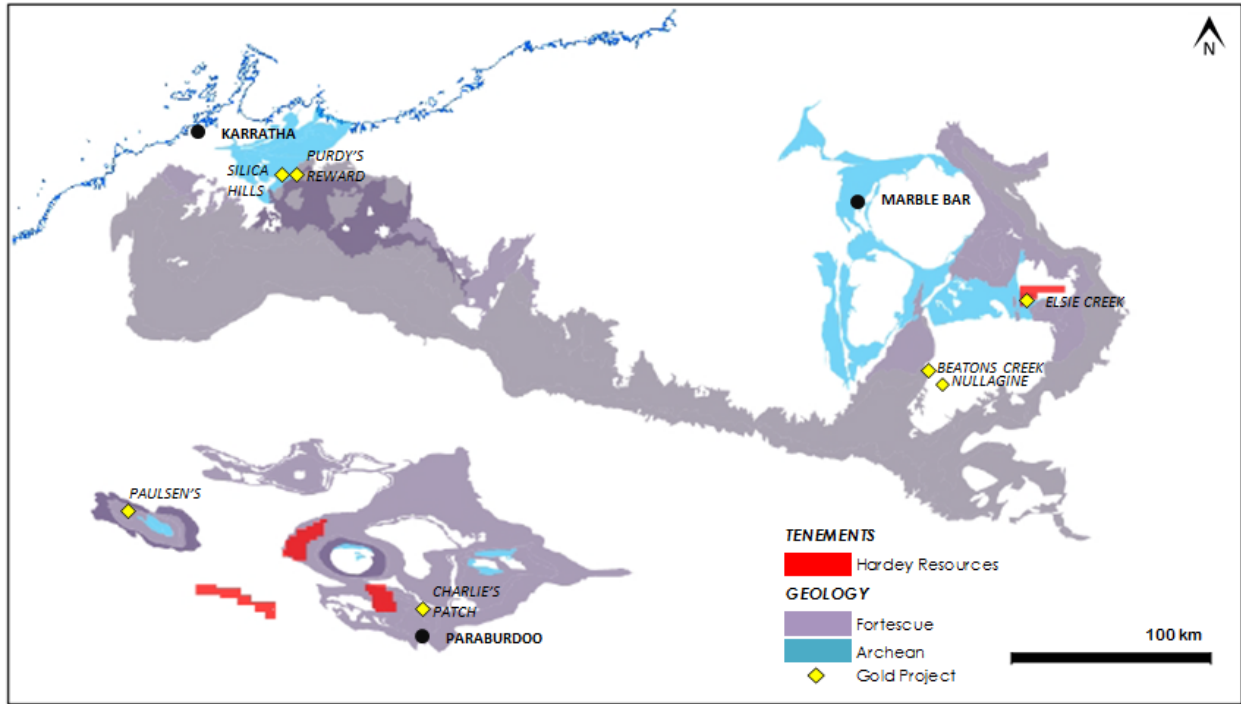 N
KARRATHA
PURDY'S
REWARD
SILICA
HILLS
MARBLE BAR
ELSIE CREEK
BEATONS CREEK
NULLAGINE
PAULSEN'S
CHARLIE'S
PATCH
PARABURDOO
TENEMENTS
Hardey Resources
GEOLOGY
Fortescue
Archean
Gold Project
100 km